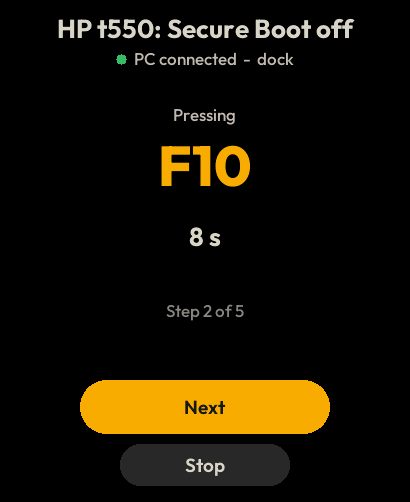 HP t550: Secure Boot off
PC connected - dock
Pressing
F10
8 s
Step 2 of 5
Next
Stop